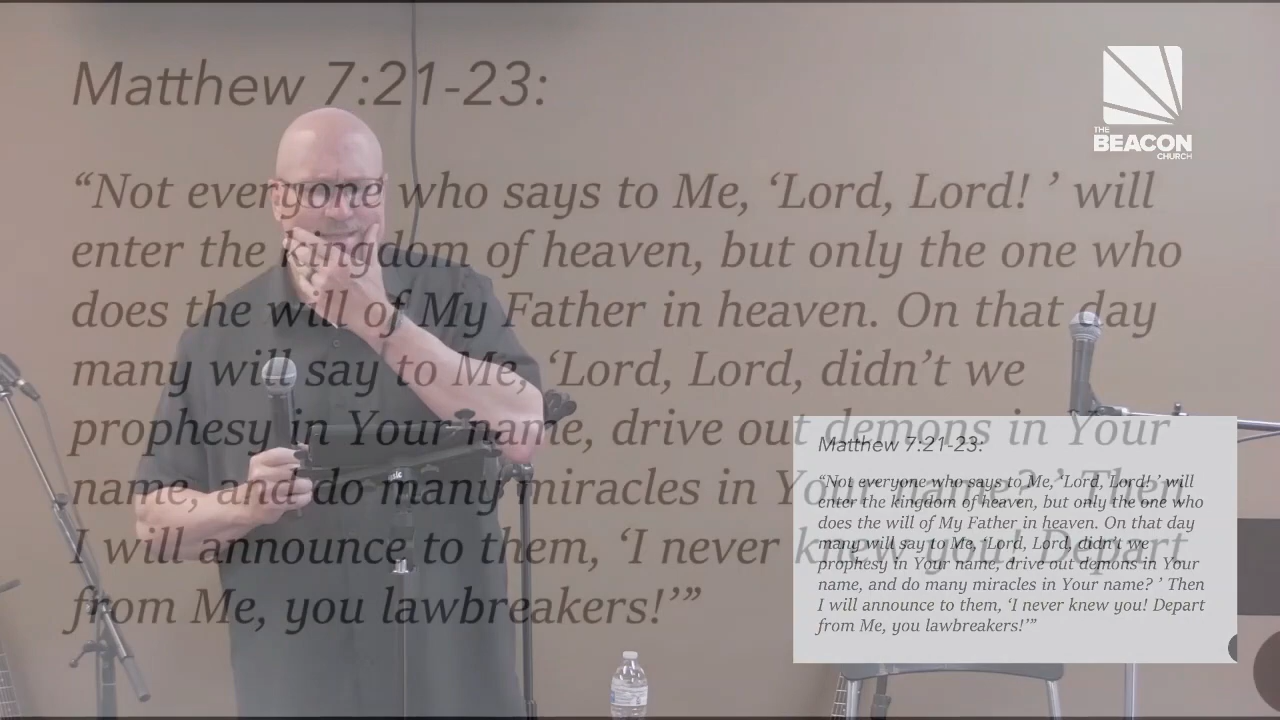 Matthew 7:21-23:
“Not everyone who says to Me, ‘Lord, Lord! ’ will
enter the kingdom of heaven, but only the one who
does the will of My Father in heaven. On that day
many will say to Me, ‘Lord, Lord, didn’t we
prophesy in Your name, drive out demons in Your
name, and do many miracles in Your name? ’ Then
I will announce to them, ‘I never knew you! Depart
from Me, you lawbreakers!’”
THE
BEACON
CHURCH
Matthew 7:21-23:
“Not everyone who says to Me, ‘Lord, Lord! ’ will
enter the kingdom of heaven, but only the one who
does the will of My Father in heaven. On that day
many will say to Me, ‘Lord, Lord, didn’t we
prophesy in Your name, drive out demons in Your
name, and do many miracles in Your name? ’ Then
I will announce to them, ‘I never knew you! Depart
from Me, you lawbreakers!’”